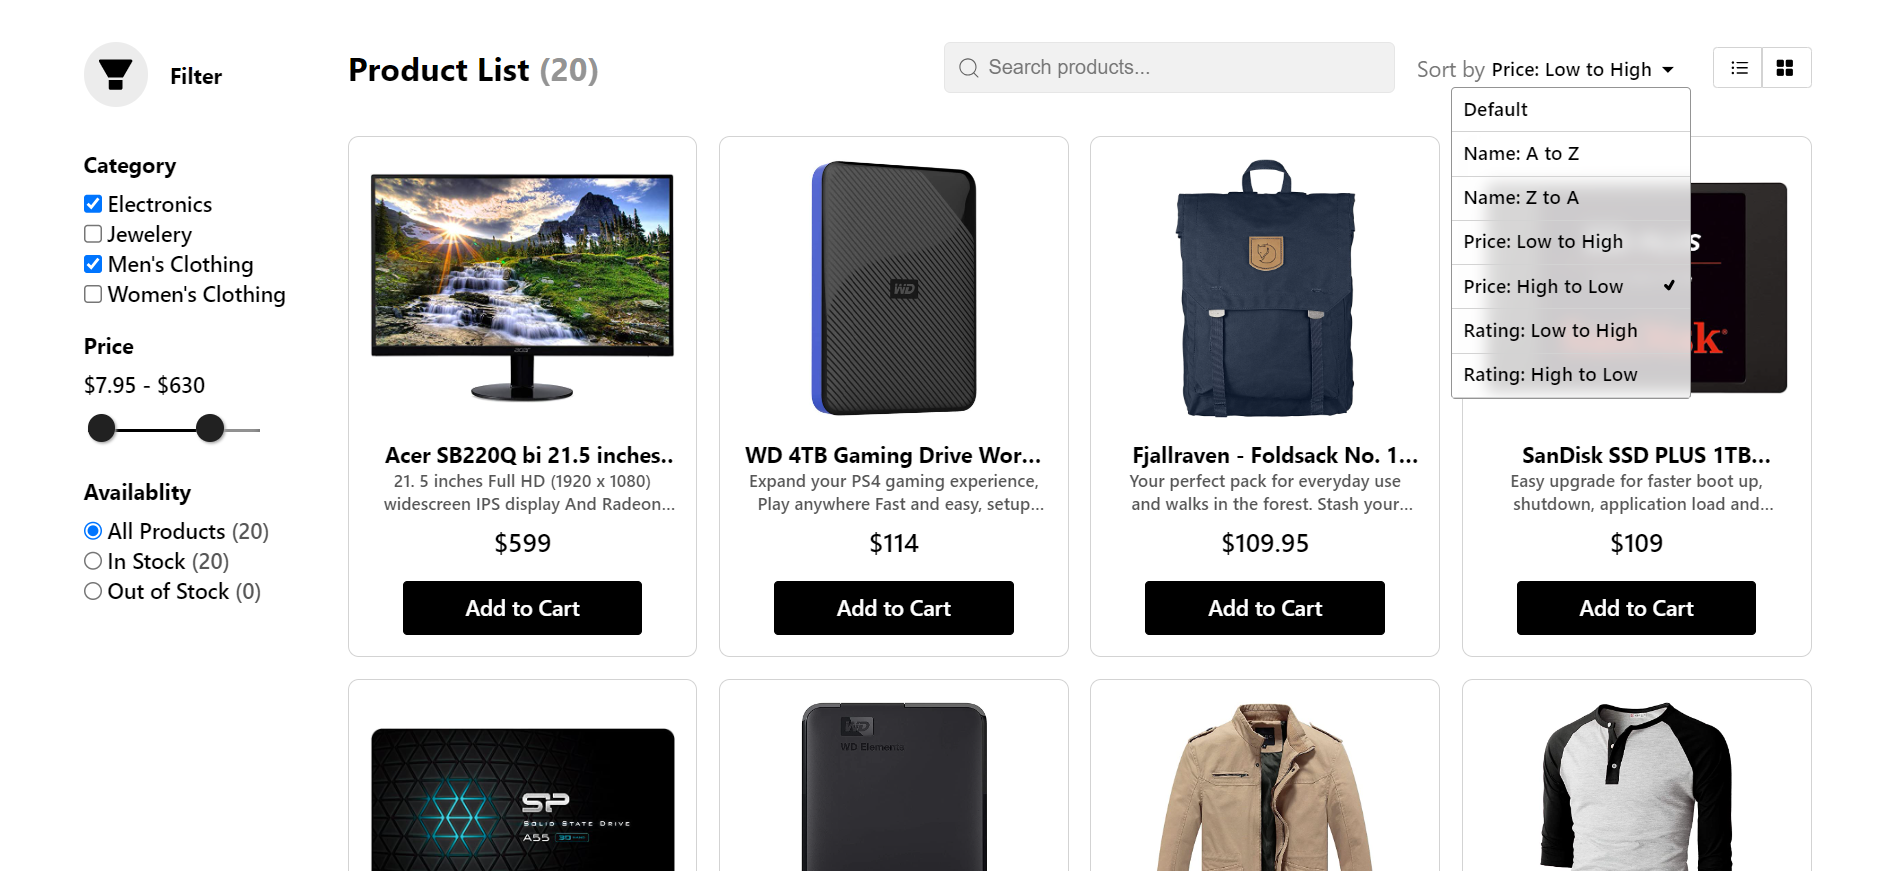 Filter
Product List (20)
Search products...
Sort by Price: Low to High
Default
Name: A to Z
Name: Z to A
Price: Low to High
Price: High to Low
Rating: Low to High
Rating: High to Low
Category
Electronics
Jewelery
Men's Clothing
Women's Clothing
Price
$7.95 - $630
Availablity
All Products (20)
In Stock (20)
Out of Stock (0)
acer
Acer SB220Q bi 21.5 inches..
21. 5 inches Full HD (1920 x 1080)
widescreen IPS display And Radeon...
$599
Add to Cart
WD
WD 4TB Gaming Drive Wor...
Expand your PS4 gaming experience,
Play anywhere Fast and easy, setup...
$114
Add to Cart
Fjallraven - Foldsack No. 1...
Your perfect pack for everyday use
and walks in the forest. Stash your...
$109.95
Add to Cart
SanDisk SSD PLUS 1TB...
Easy upgrade for faster boot up,
shutdown, application load and...
$109
Add to Cart
SP
SOLID STATE DRIVE
A55
WD
WD Elements